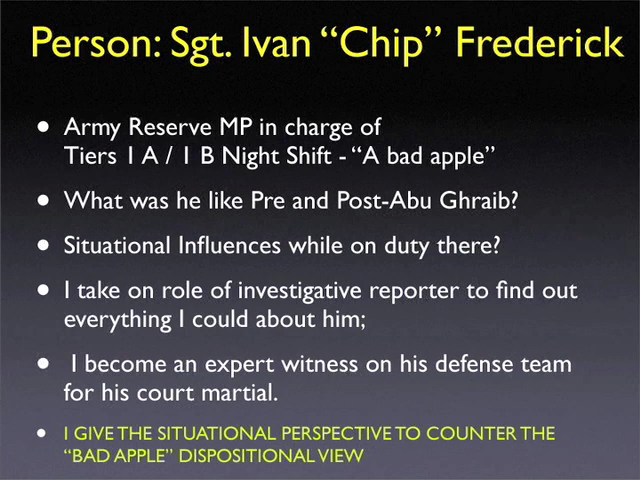 Person: Sgt. Ivan “Chip” Frederick
• Army Reserve MP in charge of
Tiers 1 A / 1 B Night Shift - “A bad apple”
• What was he like Pre and Post-Abu Ghraib?
• Situational Influences while on duty there?
• I take on role of investigative reporter to find out
everything I could about him;
• I become an expert witness on his defense team
for his court martial.
• I GIVE THE SITUATIONAL PERSPECTIVE TO COUNTER THE
“BAD APPLE” DISPOSITIONAL VIEW